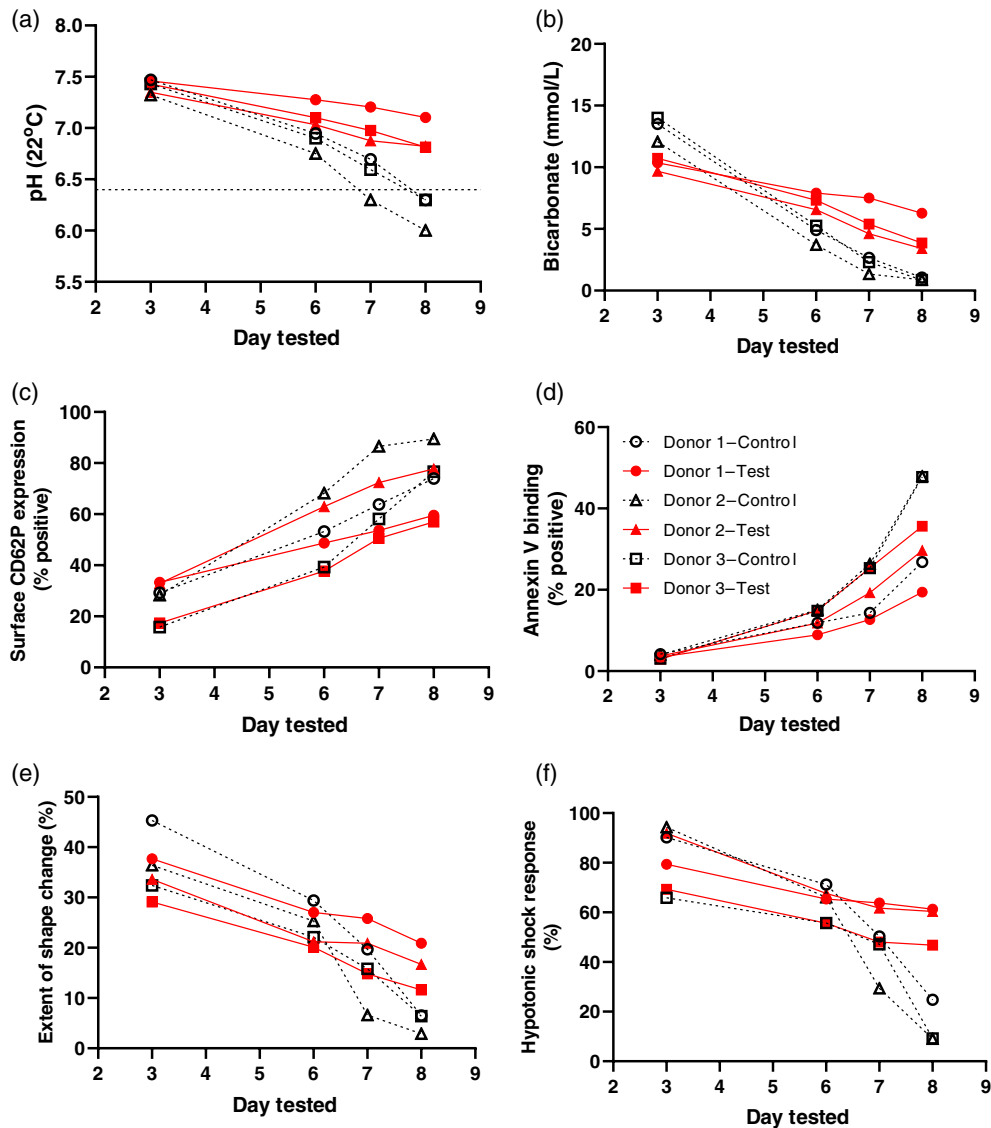 (a)
8.0
7.5
7.0
6.5
6.0
5.5
pH (22°C)
2 3 4 5 6 7 8 9
Day tested
(b)
20
15
10
5
0
Bicarbonate (mmol/L)
2 3 4 5 6 7 8 9
Day tested
(c)
100
80
60
40
20
0
Surface CD62P expression
(% positive)
2 3 4 5 6 7 8 9
Day tested
(d)
60
40
20
0
Annexin V binding
(% positive)
Donor 1–Control
Donor 1–Test
Donor 2–Control
Donor 2–Test
Donor 3–Control
Donor 3–Test
2 3 4 5 6 7 8 9
Day tested
(e)
50
40
30
20
10
0
Extent of shape change (%)
2 3 4 5 6 7 8 9
Day tested
(f)
100
80
60
40
20
0
Hypotonic shock response
(%)
2 3 4 5 6 7 8 9
Day tested